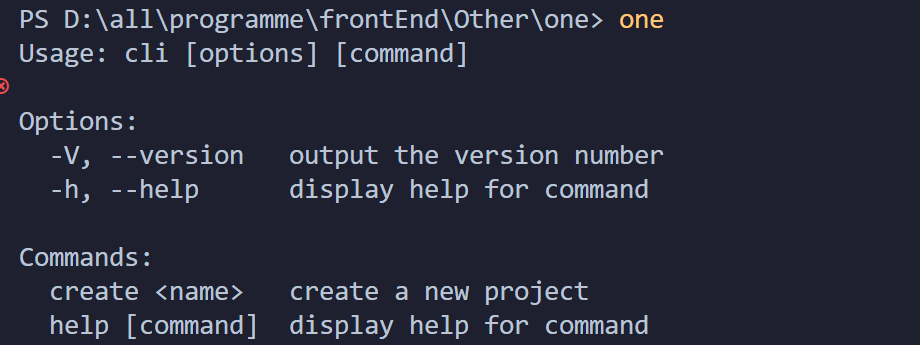 PS D:\all\programme\frontEnd\Other\one> one
Usage: cli [options] [command]
Options:
-V, --version output the version number
-h, --help display help for command
Commands:
create <name> create a new project
help [command] display help for command